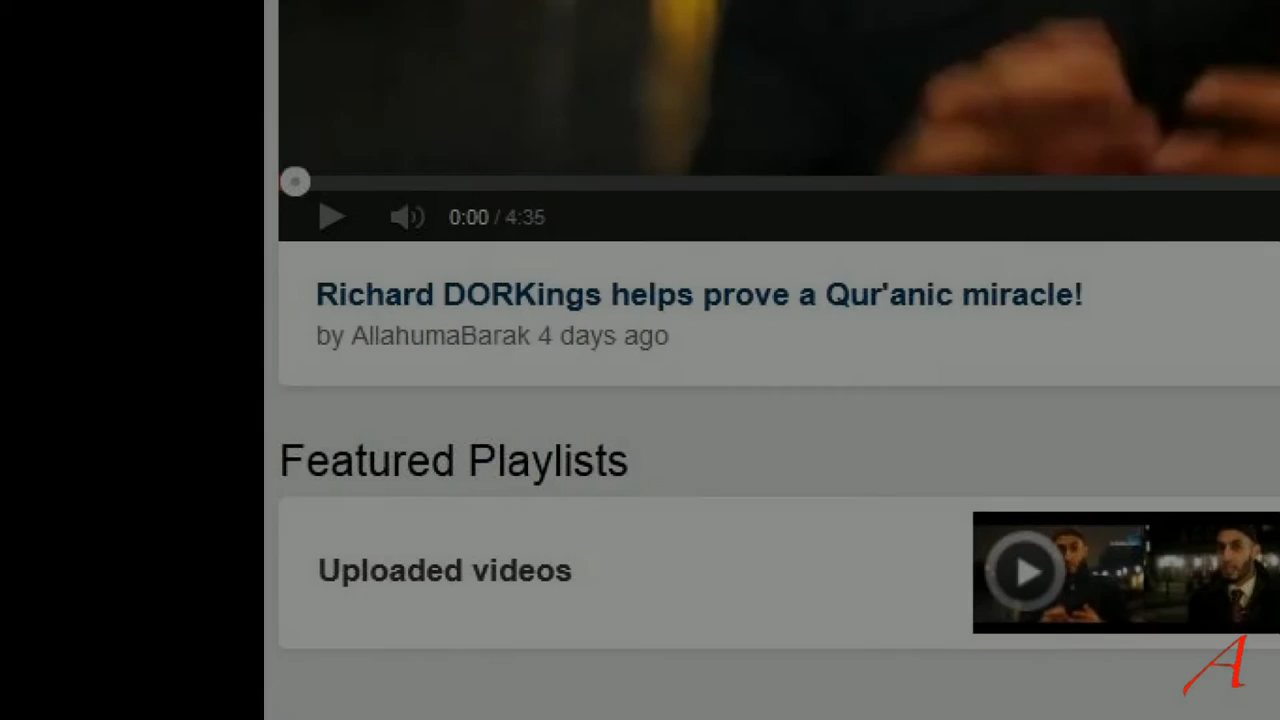 0:00 / 4:35
Richard DORKings helps prove a Qur'anic miracle!
by AllahumaBarak 4 days ago
Featured Playlists
Uploaded videos
A